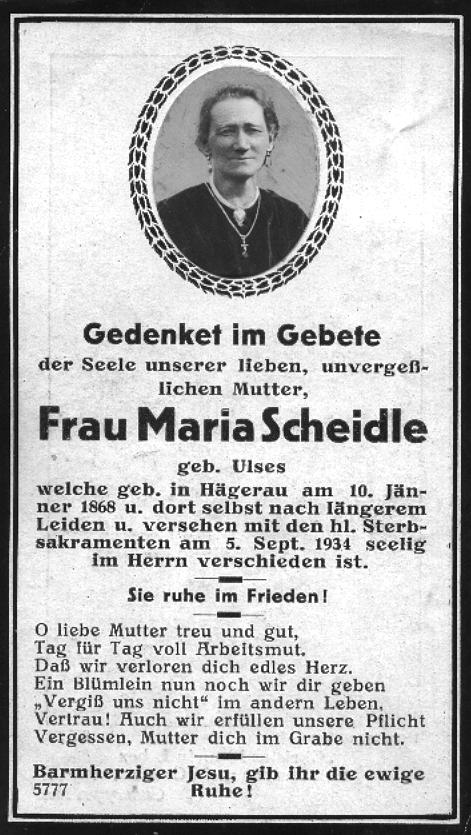 Gedenket im Gebete
der Seele unserer lieben, unvergeß-
lichen Mutter,
Frau Maria Scheidle
geb. Ulses
welche geb. in Hägerau am 10. Jän-
ner 1868 u. dort selbst nach längerem
Leiden u. versehen mit den hl. Sterb-
sakramenten am 5. Sept. 1934 seelig
im Herrn verschieden ist.
Sie ruhe im Frieden!
O liebe Mutter treu und gut,
Tag für Tag voll Arbeitsmut.
Daß wir verloren dich edles Herz.
Ein Blümlein nun noch wir dir geben
„Vergiß uns nicht“ im andern Leben.
Vertrau! Auch wir erfüllen unsere Pflicht
Vergessen, Mutter dich im Grabe nicht.
Barmherziger Jesu, gib ihr die ewige
5777 Ruhe!